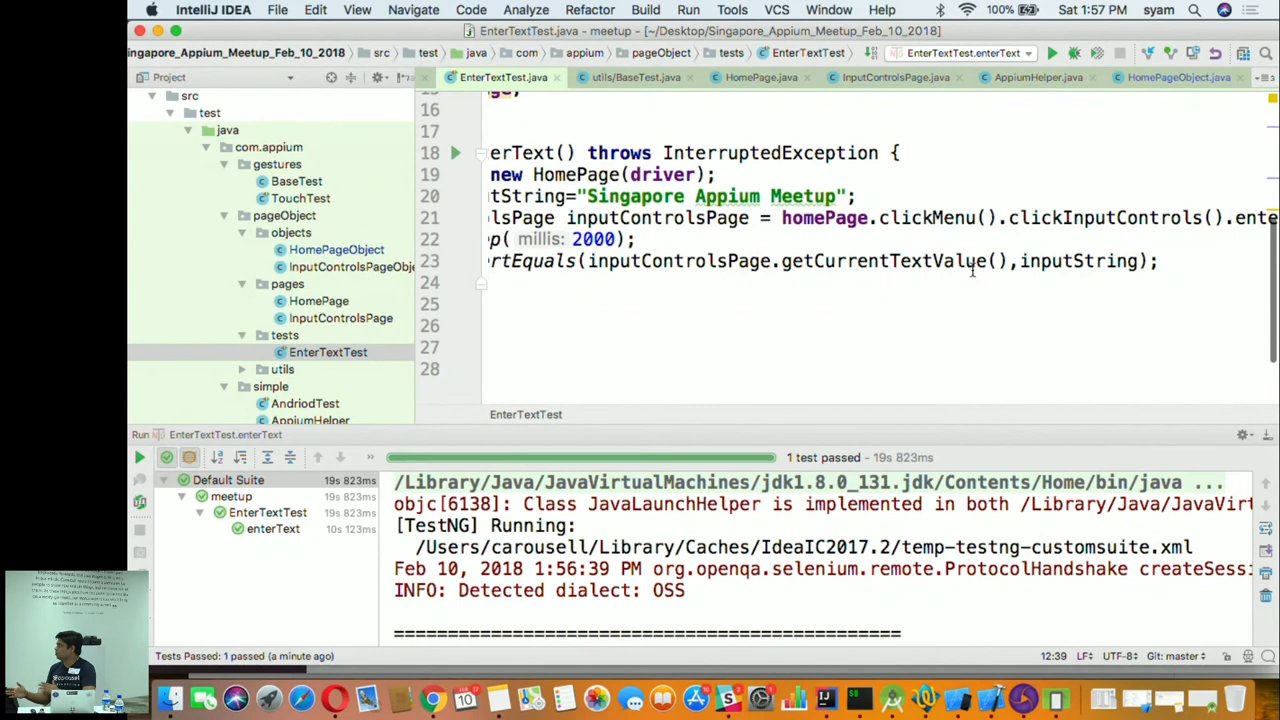 IntelliJ IDEA File Edit View Navigate Code Analyze Refactor Build Run Tools VCS Window Help 100% Sat 1:57 PM syam
EnterTextTest.java - meetup - [~/Desktop/Singapore_Appium_Meetup_Feb_10_2018]
ingapore_Appium_Meetup_Feb_10_2018 src test java com appium pageObject tests EnterTextTest EnterTextTest.enterText
Project EnterTextTest.java utils/BaseTest.java HomePage.java InputControlsPage.java AppiumHelper.java HomePageObject.java
src
test
java
com.appium
gestures
BaseTest
TouchTest
pageObject
objects
HomePageObject
InputControlsPageObje
pages
HomePage
InputControlsPage
tests
EnterTextTest
utils
simple
AndriodTest
AppiumHelper
16
17
18 erText() throws InterruptedException {
19 new HomePage(driver);
20 utString="Singapore Appium Meetup";
21 olsPage inputControlsPage = homePage.clickMenu().clickInputControls().ente
22 ep( millis: 2000);
23 ertEquals(inputControlsPage.getCurrentTextValue(),inputString);
24
25
26
27
28
EnterTextTest
Run EnterTextTest.enterText
1 test passed - 19s 823ms
Default Suite 19s 823ms
meetup 19s 823ms
EnterTextTest 19s 823ms
enterText 10s 123ms
/Library/Java/JavaVirtualMachines/jdk1.8.0_131.jdk/Contents/Home/bin/java ...
objc[6138]: Class JavaLaunchHelper is implemented in both /Library/Java/JavaVirt
[TestNG] Running:
/Users/carousell/Library/Caches/IdeaIC2017.2/temp-testng-customsuite.xml
Feb 10, 2018 1:56:39 PM org.openqa.selenium.remote.ProtocolHandshake createSessi
INFO: Detected dialect: OSS
===============================================
Tests Passed: 1 passed (a minute ago) 12:39 LF÷ UTF-8÷ Git: master÷